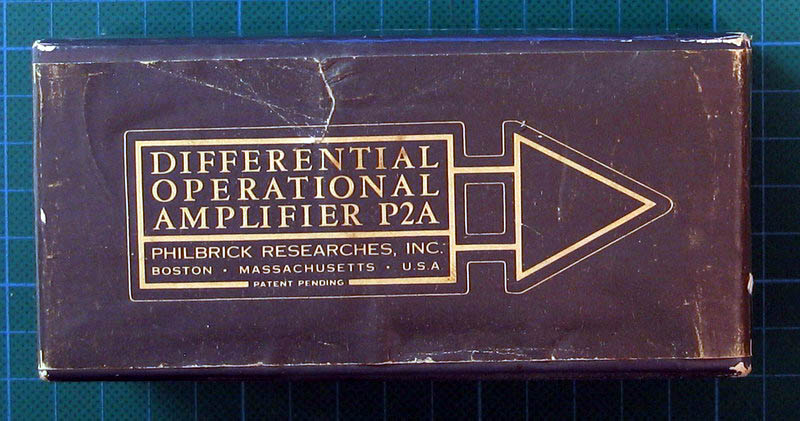 DIFFERENTIAL
OPERATIONAL
AMPLIFIER P2A
PHILBRICK RESEARCHES, INC.
BOSTON · MASSACHUSETTS · U.S.A
PATENT PENDING